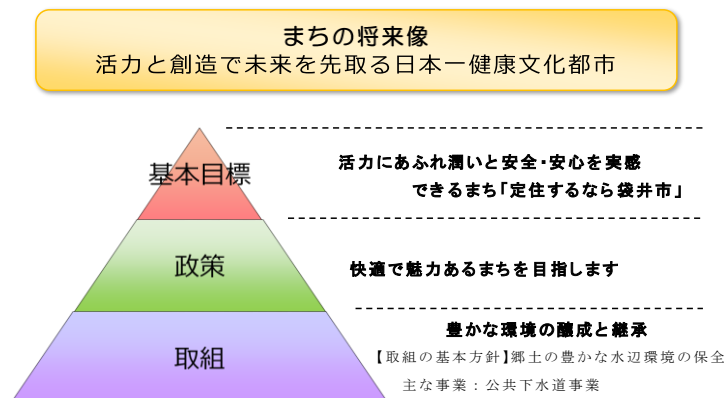 まちの将来像
活力と創造で未来を先取る日本一健康文化都市
基本目標
活力にあふれ潤いと安全・安心を実感
できるまち「定住するなら袋井市」
政策
快適で魅力あるまちを目指します
取組
豊かな環境の醸成と継承
【取組の基本方針】郷土の豊かな水辺環境の保全
主な事業：公共下水道事業